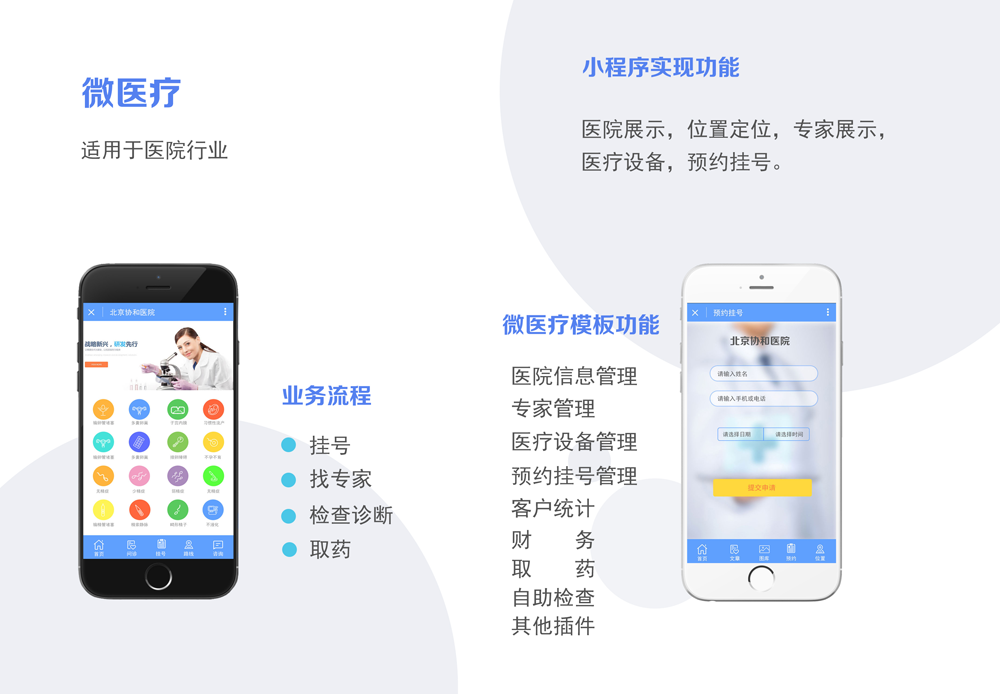 微医疗
适用于医院行业
小程序实现功能
医院展示，位置定位，专家展示，
医疗设备，预约挂号。
北京协和医院
战略新兴，研发先行
首页 问诊 挂号 咨询
业务流程
挂号
找专家
检查诊断
取药
微医疗模板功能
医院信息管理
专家管理
医疗设备管理
预约挂号管理
客户统计
财 务
取 药
自助检查
其他插件
预约挂号
北京协和医院
请输入姓名
请输入手机或电话
请选择日期 请选择时间
提交申请
首页 文章 图库 预约 位置